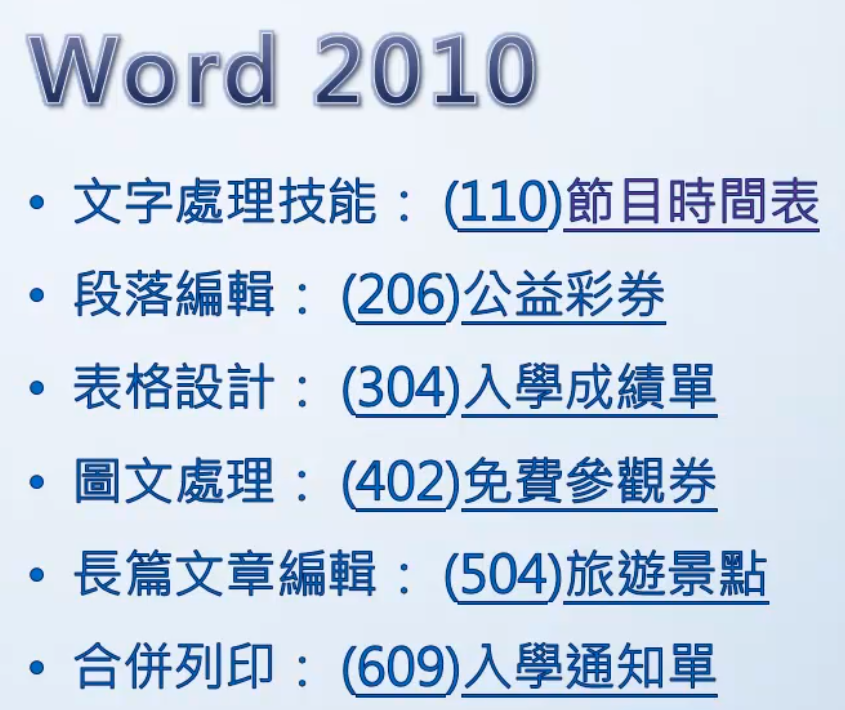 Word 2010
• 文字處理技能： (110)節目時間表
• 段落編輯： (206)公益彩券
• 表格設計： (304)入學成績單
• 圖文處理： (402)免費參觀券
• 長篇文章編輯： (504)旅遊景點
• 合併列印： (609)入學通知單